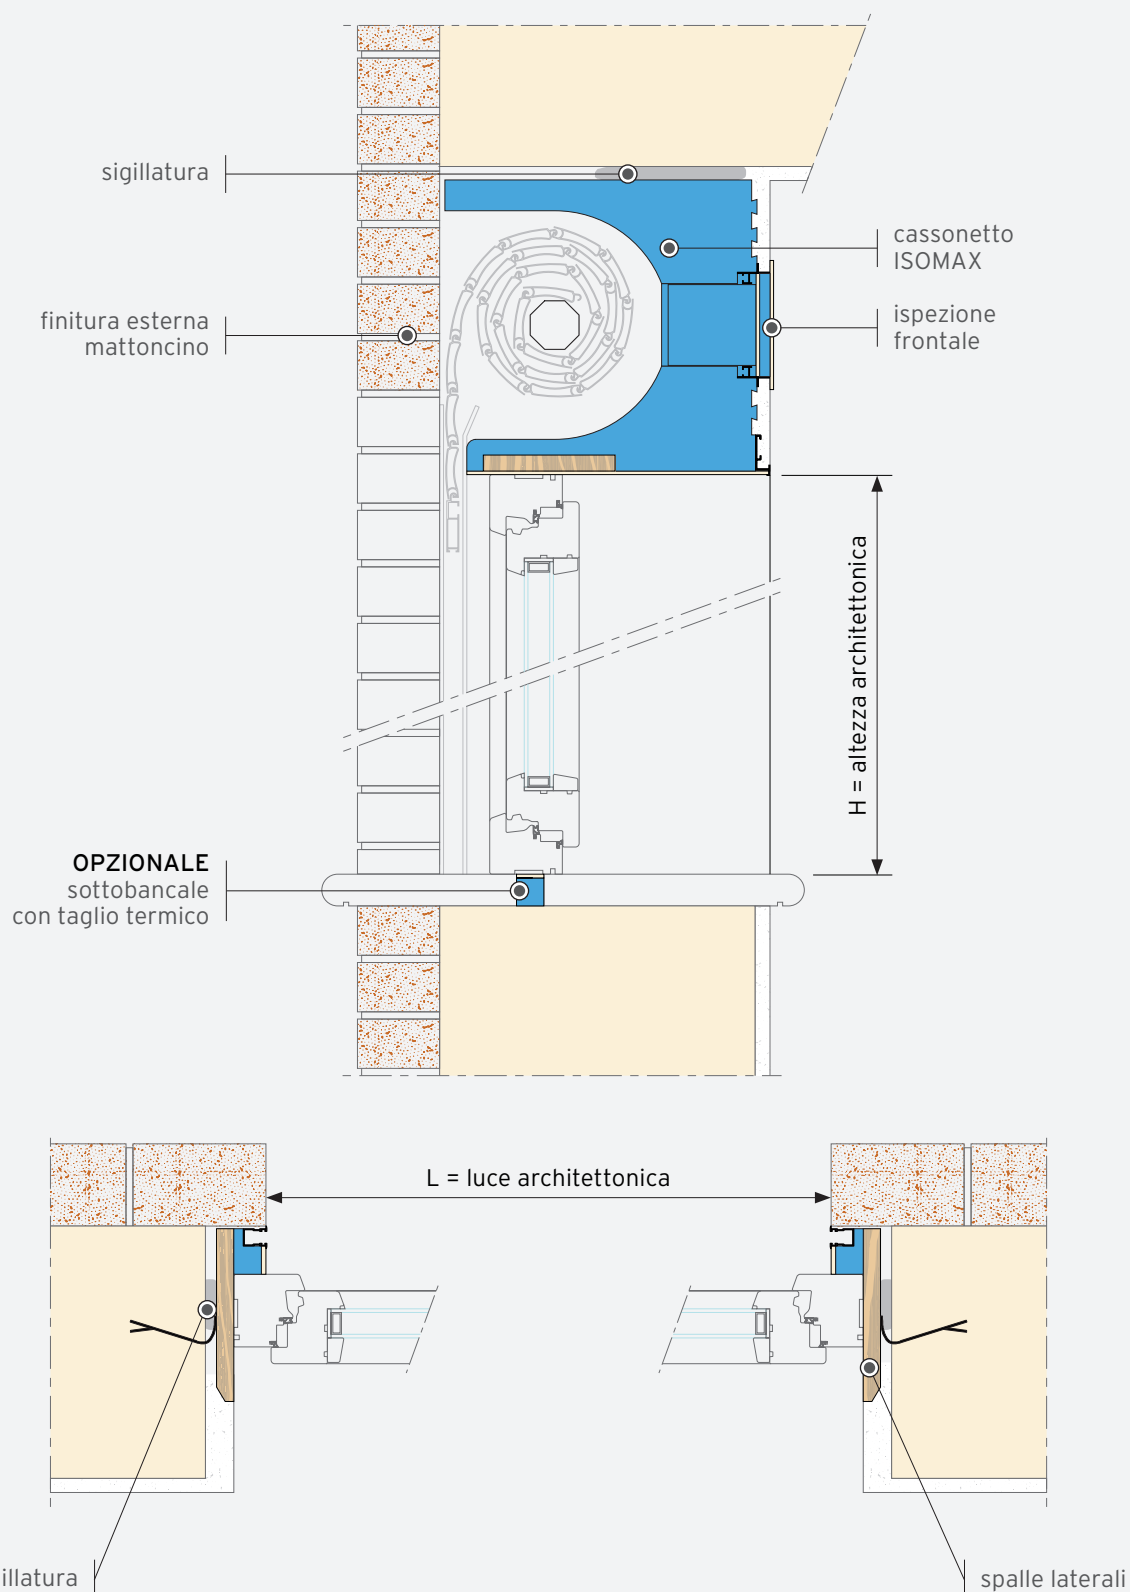 sigillatura
cassonetto
ISOMAX
finitura esterna
mattoncino
ispezione
frontale
H = altezza architettonica
OPZIONALE
sottobancale
con taglio termico
L = luce architettonica
illatura
spalle laterali